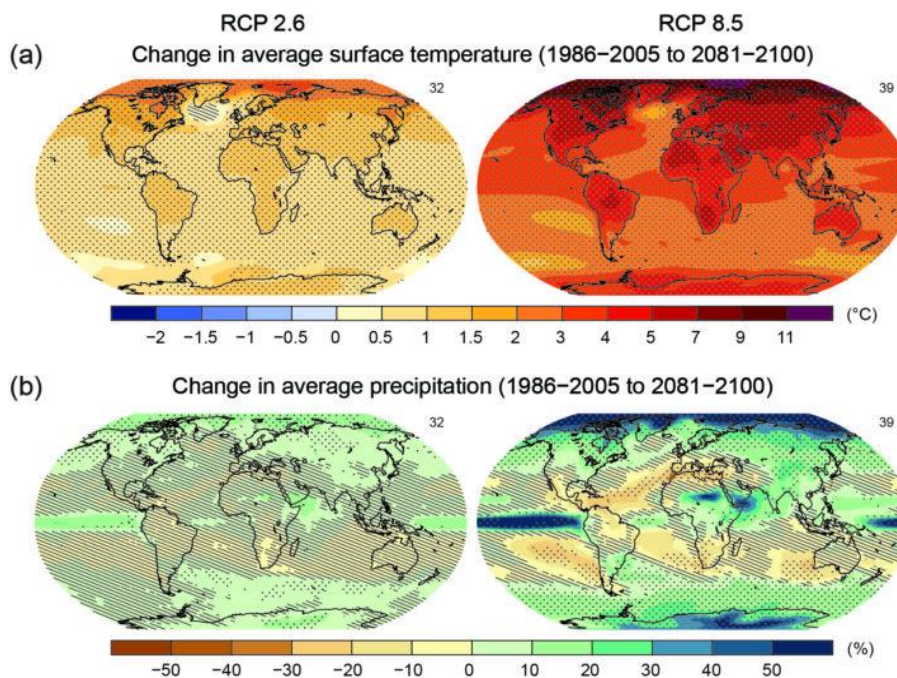 RCP 2.6 RCP 8.5
(a) Change in average surface temperature (1986−2005 to 2081−2100)
32 39
(°C)
−2 −1.5 −1 −0.5 0 0.5 1 1.5 2 3 4 5 7 9 11
(b) Change in average precipitation (1986−2005 to 2081−2100)
32 39
(%)
−50 −40 −30 −20 −10 0 10 20 30 40 50